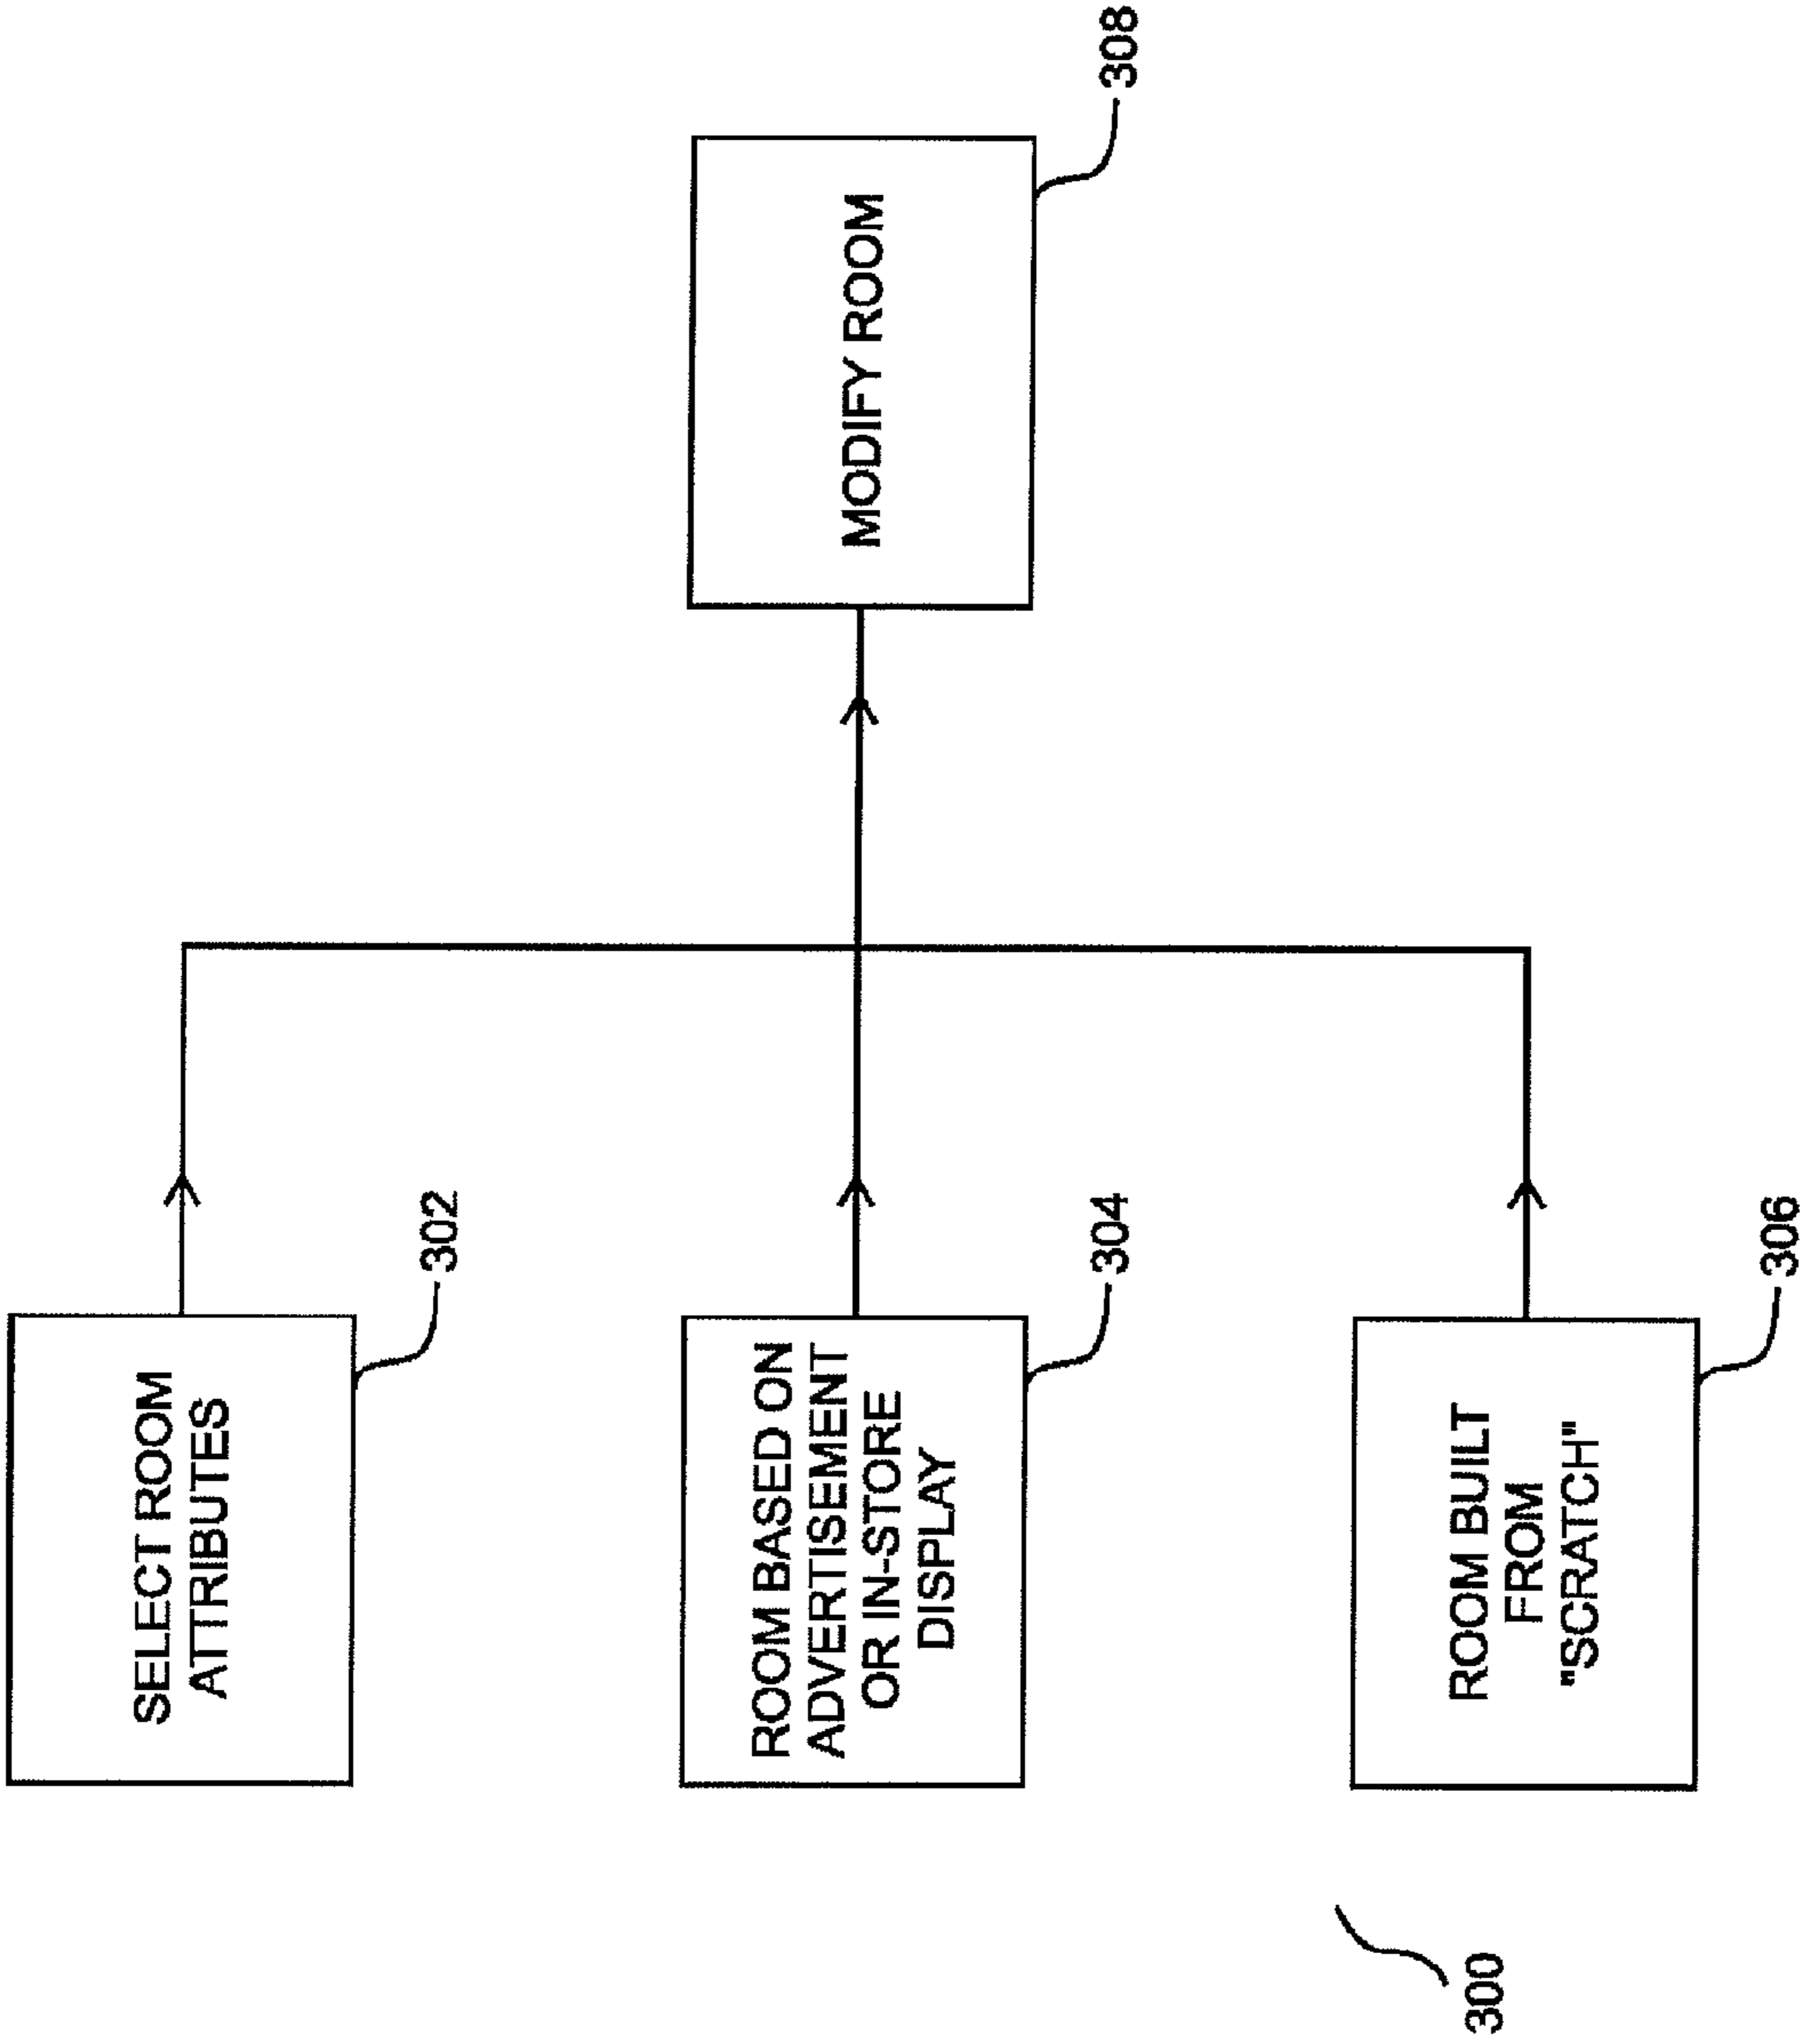 SELECT ROOM
ATTRIBUTES
302
ROOM BASED ON
ADVERTISEMENT
OR IN-STORE
DISPLAY
304
ROOM BUILT
FROM
"SCRATCH"
306
MODIFY ROOM
308
300